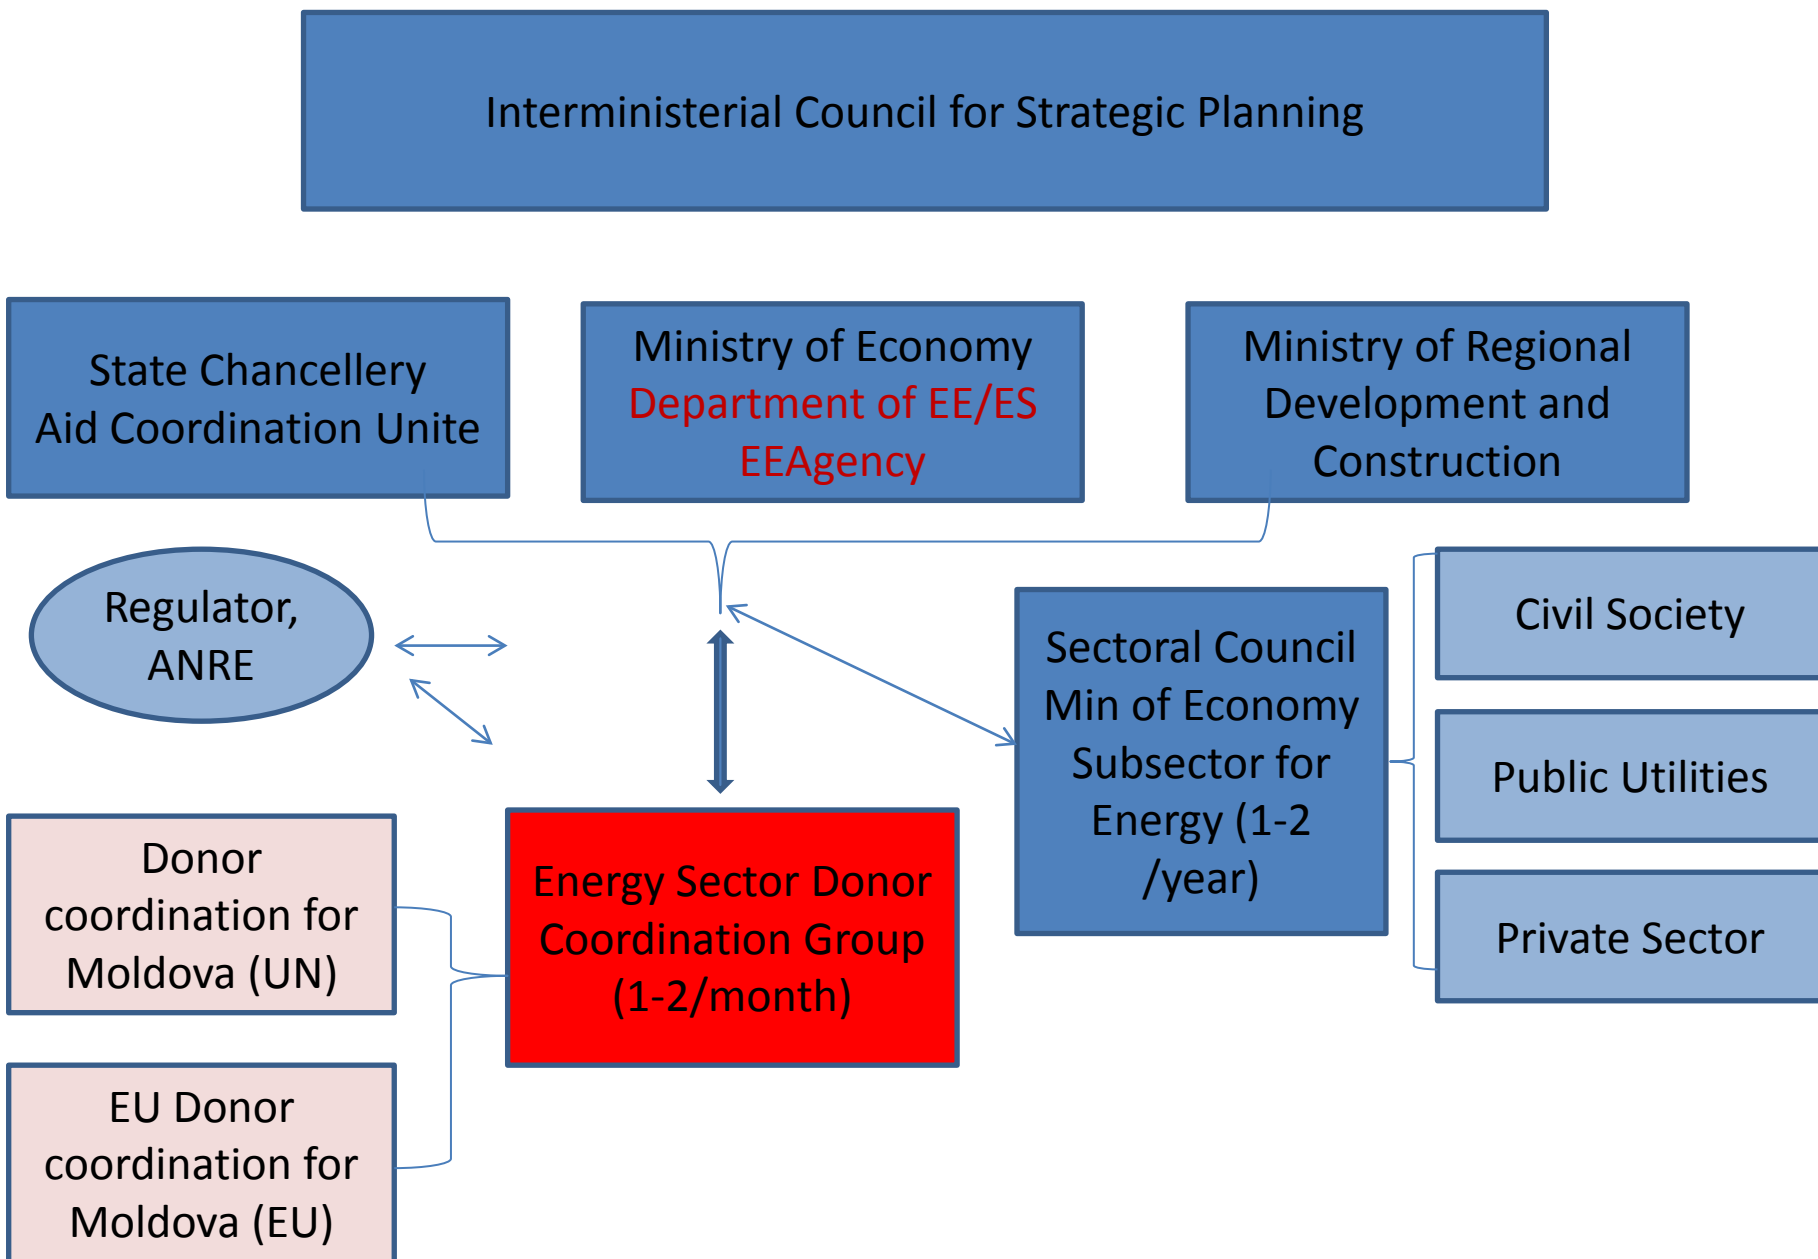 Interministerial Council for Strategic Planning
State Chancellery
Aid Coordination Unite
Ministry of Economy
Department of EE/ES
EEAgency
Ministry of Regional
Development and
Construction
Regulator,
ANRE
Sectoral Council
Min of Economy
Subsector for
Energy (1-2
/year)
Civil Society
Public Utilities
Private Sector
Donor
coordination for
Moldova (UN)
Energy Sector Donor
Coordination Group
(1-2/month)
EU Donor
coordination for
Moldova (EU)